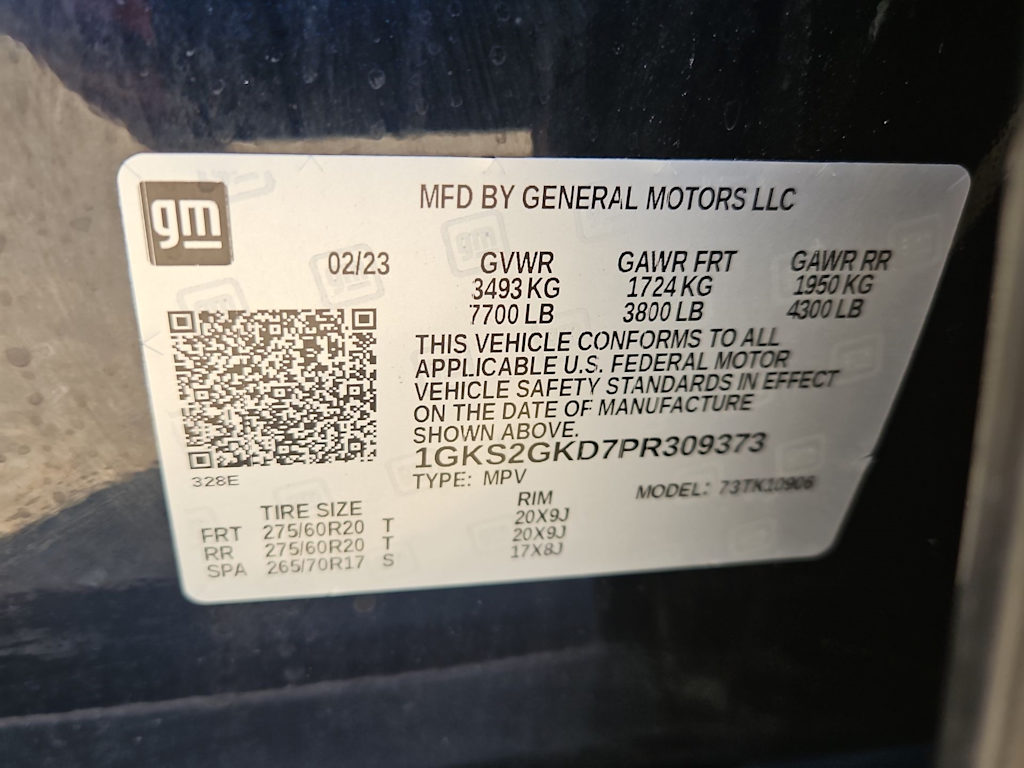 gm
MFD BY GENERAL MOTORS LLC
02/23 GVWR GAWR FRT GAWR RR
3493 KG 1724 KG 1950 KG
7700 LB 3800 LB 4300 LB
THIS VEHICLE CONFORMS TO ALL
APPLICABLE U.S. FEDERAL MOTOR
VEHICLE SAFETY STANDARDS IN EFFECT
ON THE DATE OF MANUFACTURE
SHOWN ABOVE.
1GKS2GKD7PR309373
TYPE: MPV MODEL: 73TK10906
328E
TIRE SIZE RIM
FRT 275/60R20 T 20X9J
RR 275/60R20 T 20X9J
SPA 265/70R17 S 17X8J